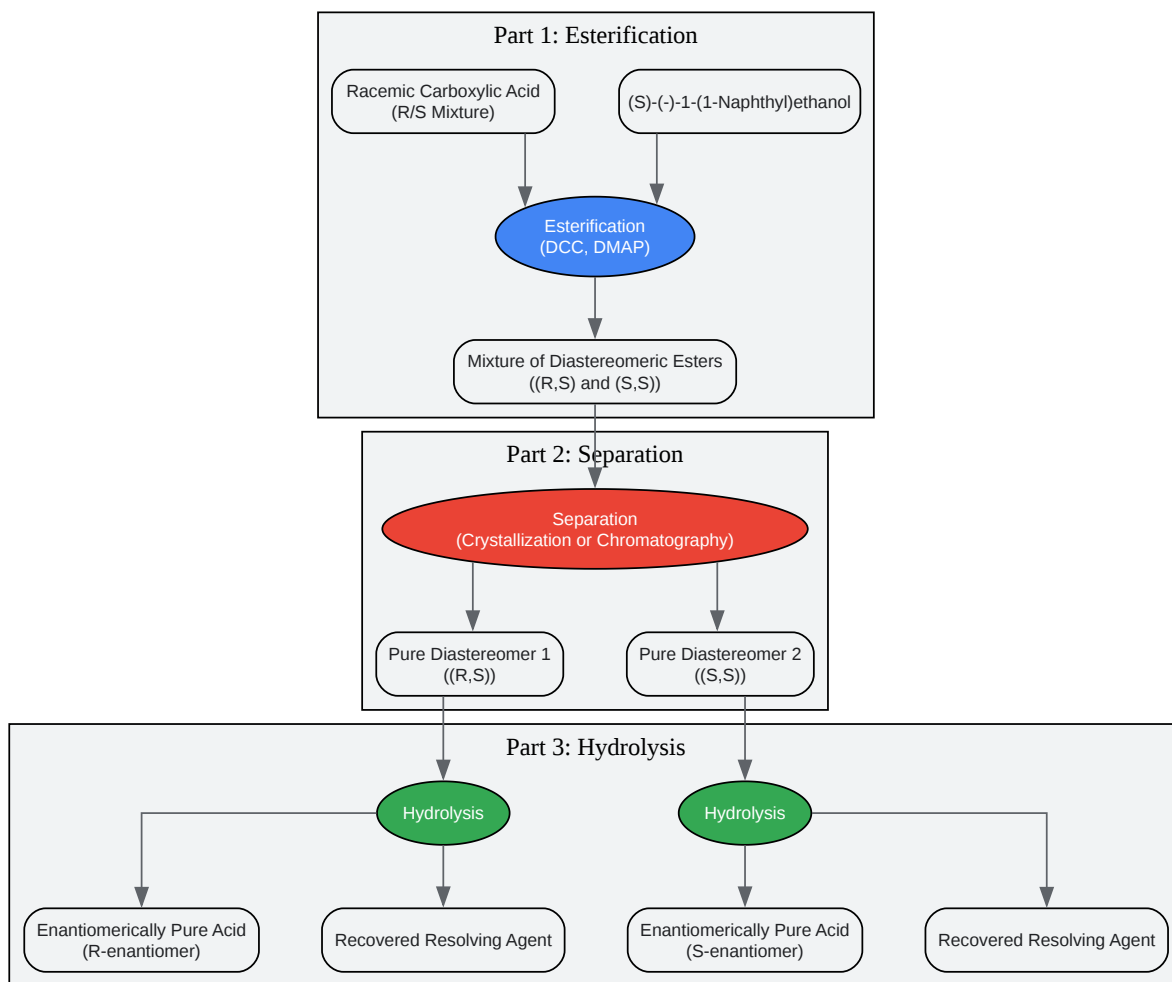 Part 1: Esterification
Racemic Carboxylic Acid
(R/S Mixture)
(S)-(-)-1-(1-Naphthyl)ethanol
Esterification
(DCC, DMAP)
Mixture of Diastereomeric Esters
((R,S) and (S,S))
Part 2: Separation
Separation
(Crystallization or Chromatography)
Pure Diastereomer 1
((R,S))
Pure Diastereomer 2
((S,S))
Part 3: Hydrolysis
Hydrolysis
Hydrolysis
Enantiomerically Pure Acid
(R-enantiomer)
Recovered Resolving Agent
Enantiomerically Pure Acid
(S-enantiomer)
Recovered Resolving Agent